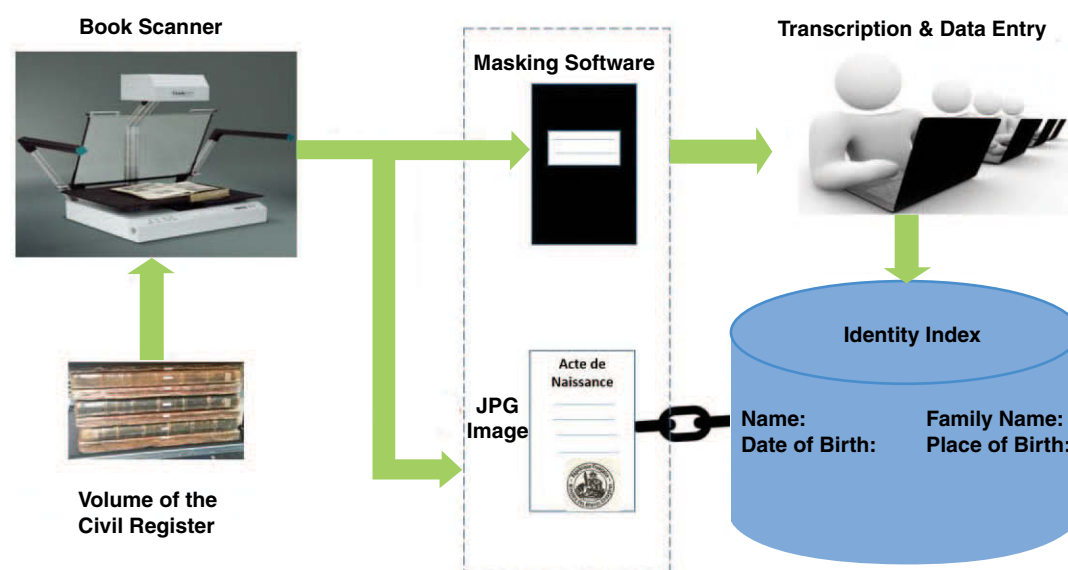 Book Scanner
Transcription & Data Entry
Masking Software
Identity Index
Acte de
Naissance
JPG
Image
Name:
Family Name:
Date of Birth:
Place of Birth:
Volume of the
Civil Register